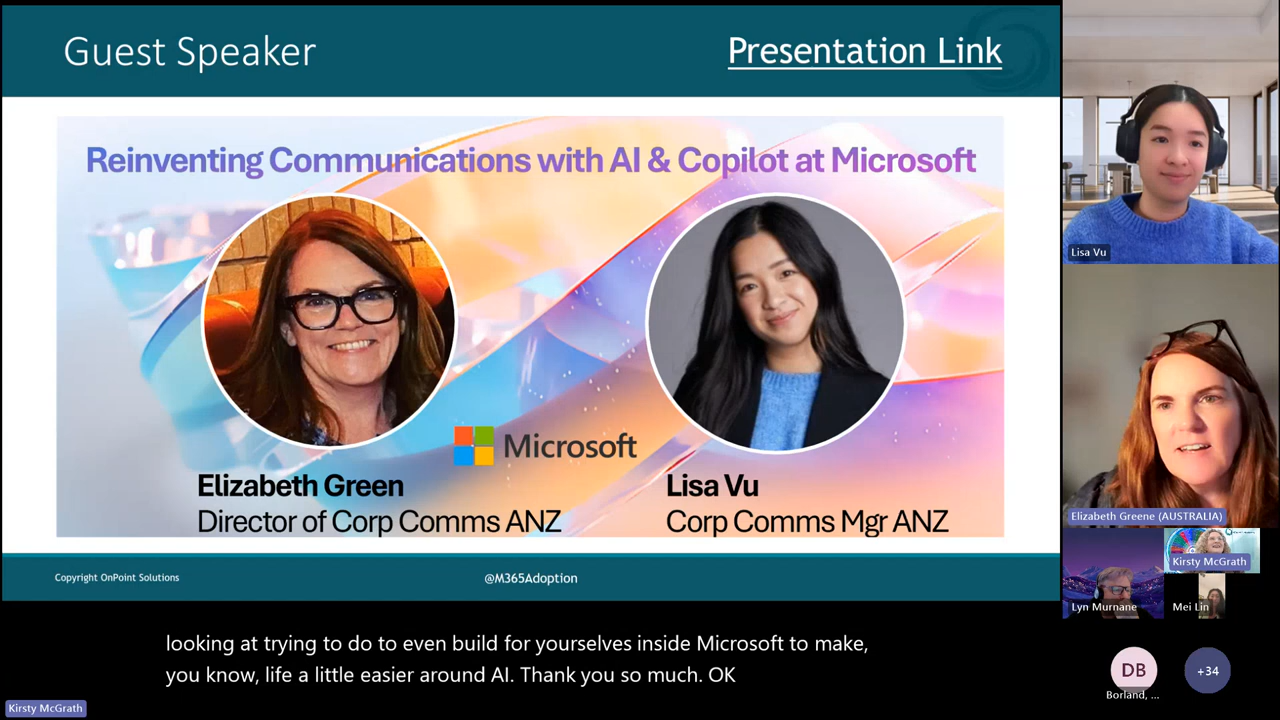 Guest Speaker
Presentation Link
Reinventing Communications with AI & Copilot at Microsoft
Microsoft
Elizabeth Green
Director of Corp Comms ANZ
Lisa Vu
Corp Comms Mgr ANZ
Copyright OnPoint Solutions
@M365Adoption
looking at trying to do to even build for yourselves inside Microsoft to make,
you know, life a little easier around AI. Thank you so much. OK
Kirsty McGrath
Lisa Vu
Elizabeth Greene (AUSTRALIA)
Kirsty McGrath
Lyn Murnane
Mei Lin
DB
Borland, ...
+34